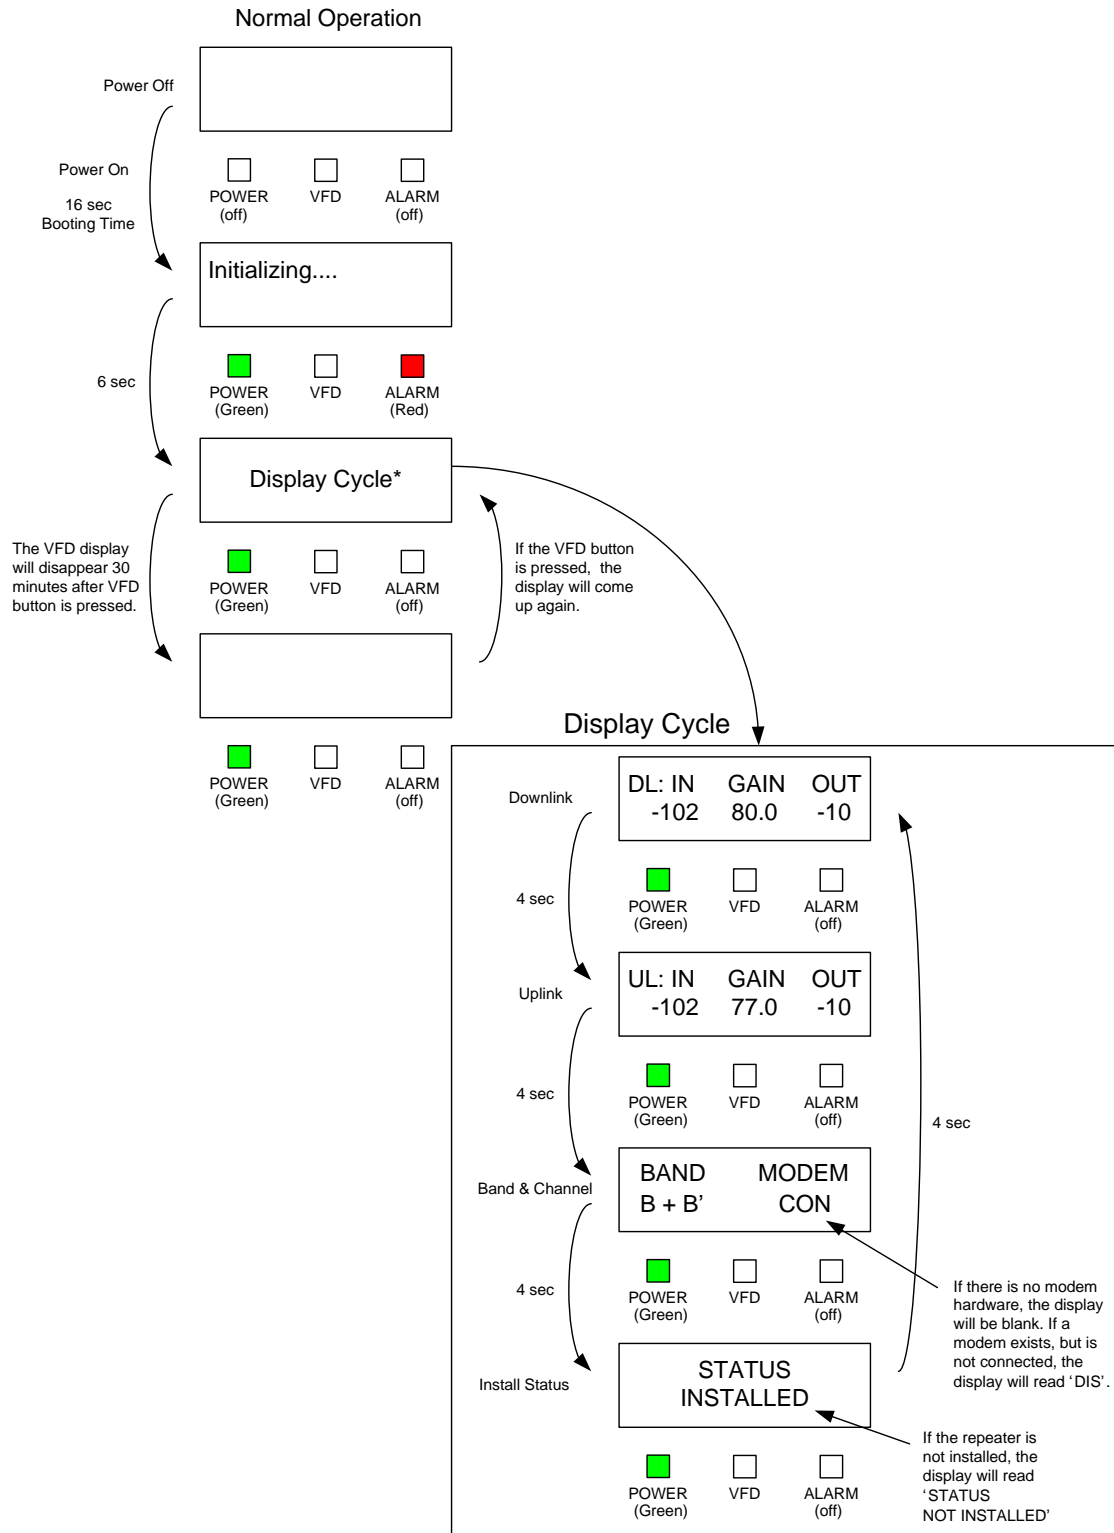 Normal Operation
Power Off
Power On
16 sec
Booting Time
POWER
(off)
VFD
ALARM
(off)
Initializing....
6 sec
POWER
(Green)
VFD
ALARM
(Red)
Display Cycle*
The VFD display
will disappear 30
minutes after VFD
button is pressed.
POWER
(Green)
VFD
ALARM
(off)
If the VFD button
is pressed, the
display will come
up again.
POWER
(Green)
VFD
ALARM
(off)
Display Cycle
Downlink
DL: IN GAIN OUT
-102 80.0 -10
4 sec
POWER
(Green)
VFD
ALARM
(off)
Uplink
UL: IN GAIN OUT
-102 77.0 -10
4 sec
POWER
(Green)
VFD
ALARM
(off)
4 sec
Band & Channel
BAND MODEM
B + B’ CON
4 sec
POWER
(Green)
VFD
ALARM
(off)
If there is no modem
hardware, the display
will be blank. If a
modem exists, but is
not connected, the
display will read ‘DIS’.
Install Status
STATUS
INSTALLED
POWER
(Green)
VFD
ALARM
(off)
If the repeater is
not installed, the
display will read
‘STATUS
NOT INSTALLED’